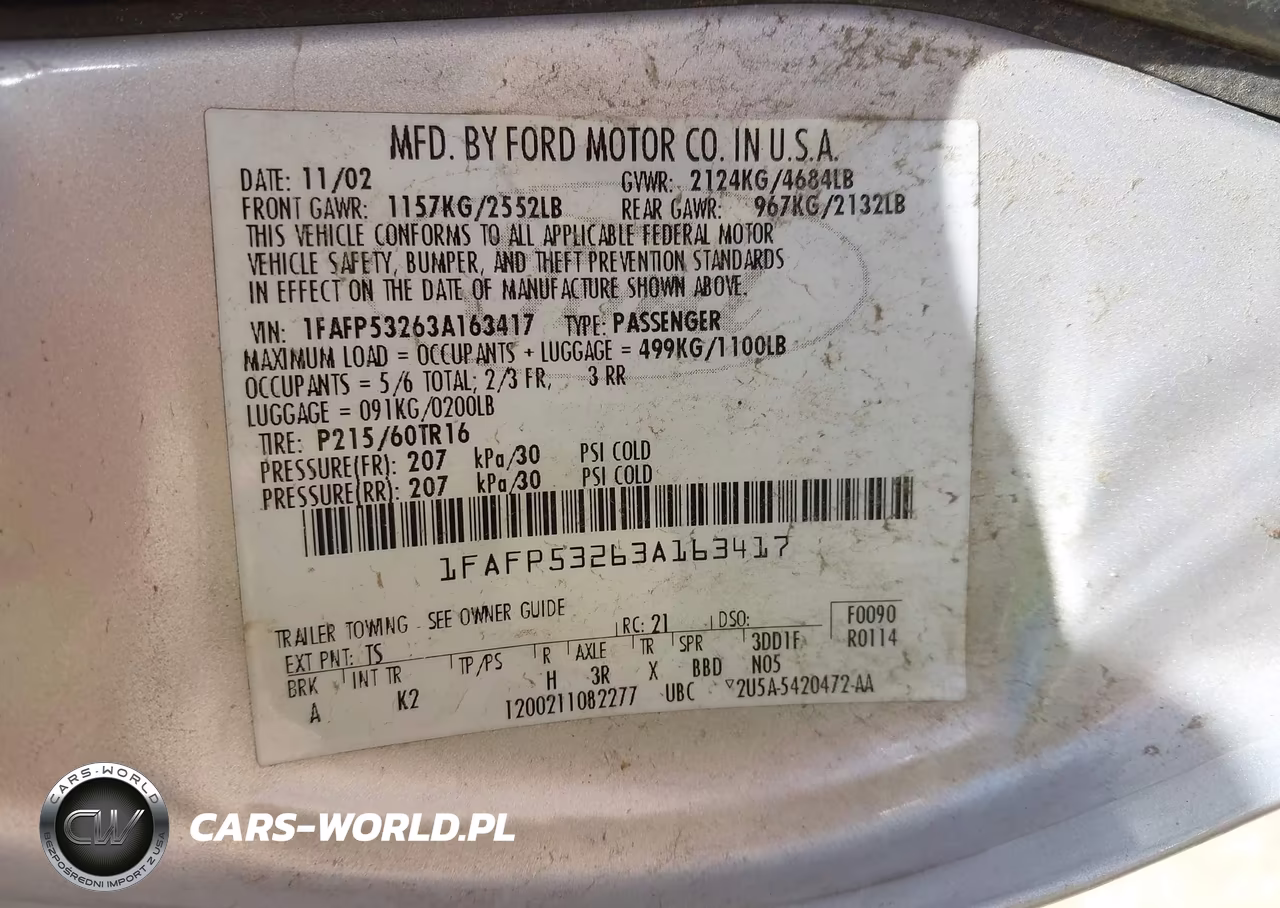 MFD. BY FORD MOTOR CO. IN U.S.A.
DATE: 11/02 GVWR: 2124KG/4684LB
FRONT GAWR: 1157KG/2552LB REAR GAWR: 967KG/2132LB
THIS VEHICLE CONFORMS TO ALL APPLICABLE FEDERAL MOTOR
VEHICLE SAFETY, BUMPER, AND THEFT PREVENTION STANDARDS
IN EFFECT ON THE DATE OF MANUFACTURE SHOWN ABOVE.
VIN: 1FAFP53263A163417 TYPE: PASSENGER
MAXIMUM LOAD = OCCUPANTS + LUGGAGE = 499KG/1100LB
OCCUPANTS = 5/6 TOTAL; 2/3 FR, 3 RR
LUGGAGE = 091KG/0200LB
TIRE: P215/60TR16
PRESSURE(FR): 207 kPa/30 PSI COLD
PRESSURE(RR): 207 kPa/30 PSI COLD
1FAFP53263A163417
TRAILER TOWING - SEE OWNER GUIDE
EXT PNT: TS RC: 21 DSO: F0090
R0114
BRK INT TR TP/PS R AXLE TR SPR 3DD1F
A K2 H 3R X BBD N05
1200211082277 UBC 2U5A-5420472-AA
CARS-WORLD
CW
BEZPOŚREDNI IMPORT Z USA
CARS-WORLD.PL